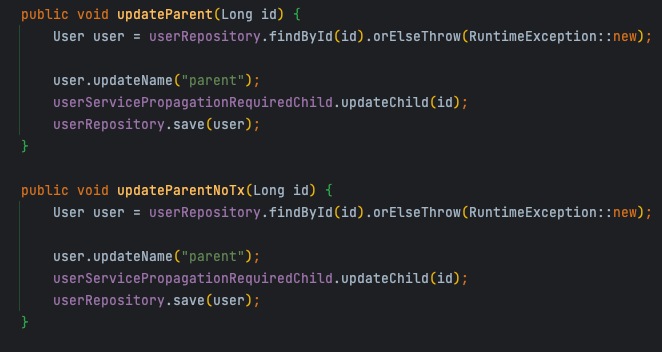 public void updateParent(Long id) {
    User user = userRepository.findById(id).orElseThrow(RuntimeException::new);
    user.updateName("parent");
    userServicePropagationRequiredChild.updateChild(id);
    userRepository.save(user);
}
public void updateParentNoTx(Long id) {
    User user = userRepository.findById(id).orElseThrow(RuntimeException::new);
    user.updateName("parent");
    userServicePropagationRequiredChild.updateChild(id);
    userRepository.save(user);
}